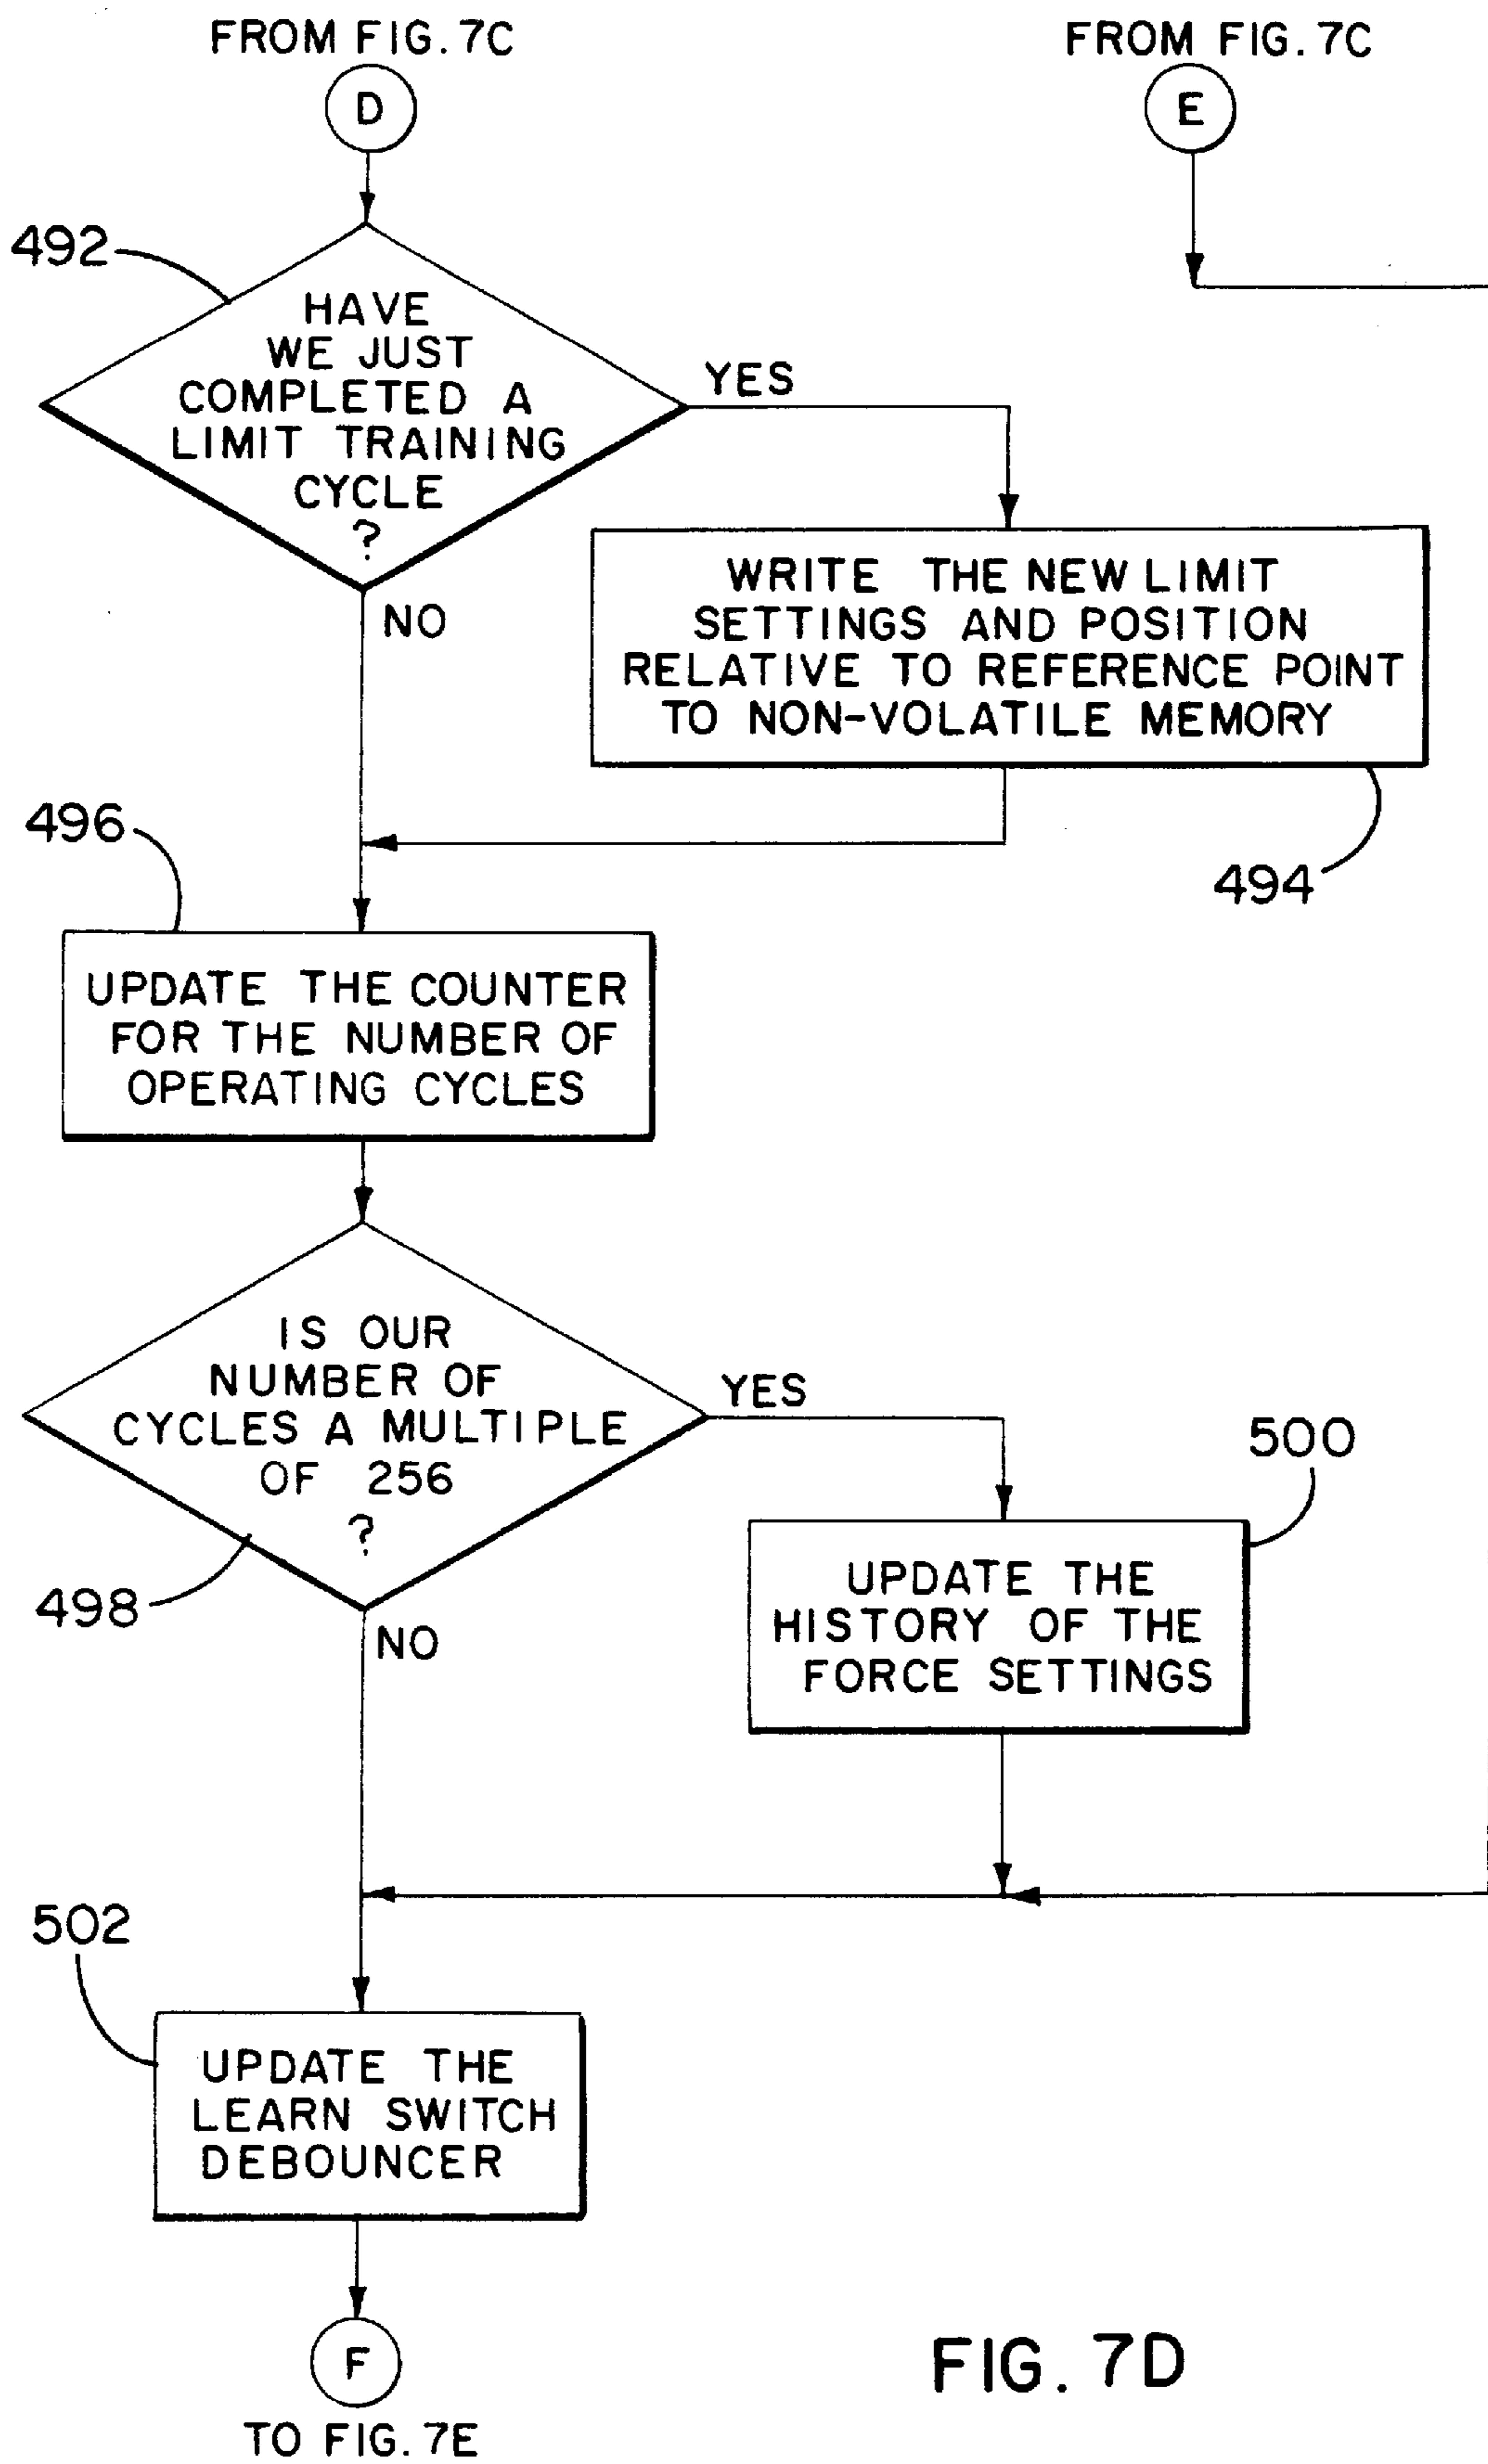 FROM FIG. 7C
D
FROM FIG. 7C
E
492
HAVE
WE JUST
COMPLETED A
LIMIT TRAINING
CYCLE
?
YES
NO
WRITE THE NEW LIMIT
SETTINGS AND POSITION
RELATIVE TO REFERENCE POINT
TO NON-VOLATILE MEMORY
494
496
UPDATE THE COUNTER
FOR THE NUMBER OF
OPERATING CYCLES
IS OUR
NUMBER OF
CYCLES A MULTIPLE
OF 256
?
YES
NO
498
500
UPDATE THE
HISTORY OF THE
FORCE SETTINGS
502
UPDATE THE
LEARN SWITCH
DEBOUNCER
F
TO FIG. 7E
FIG. 7D